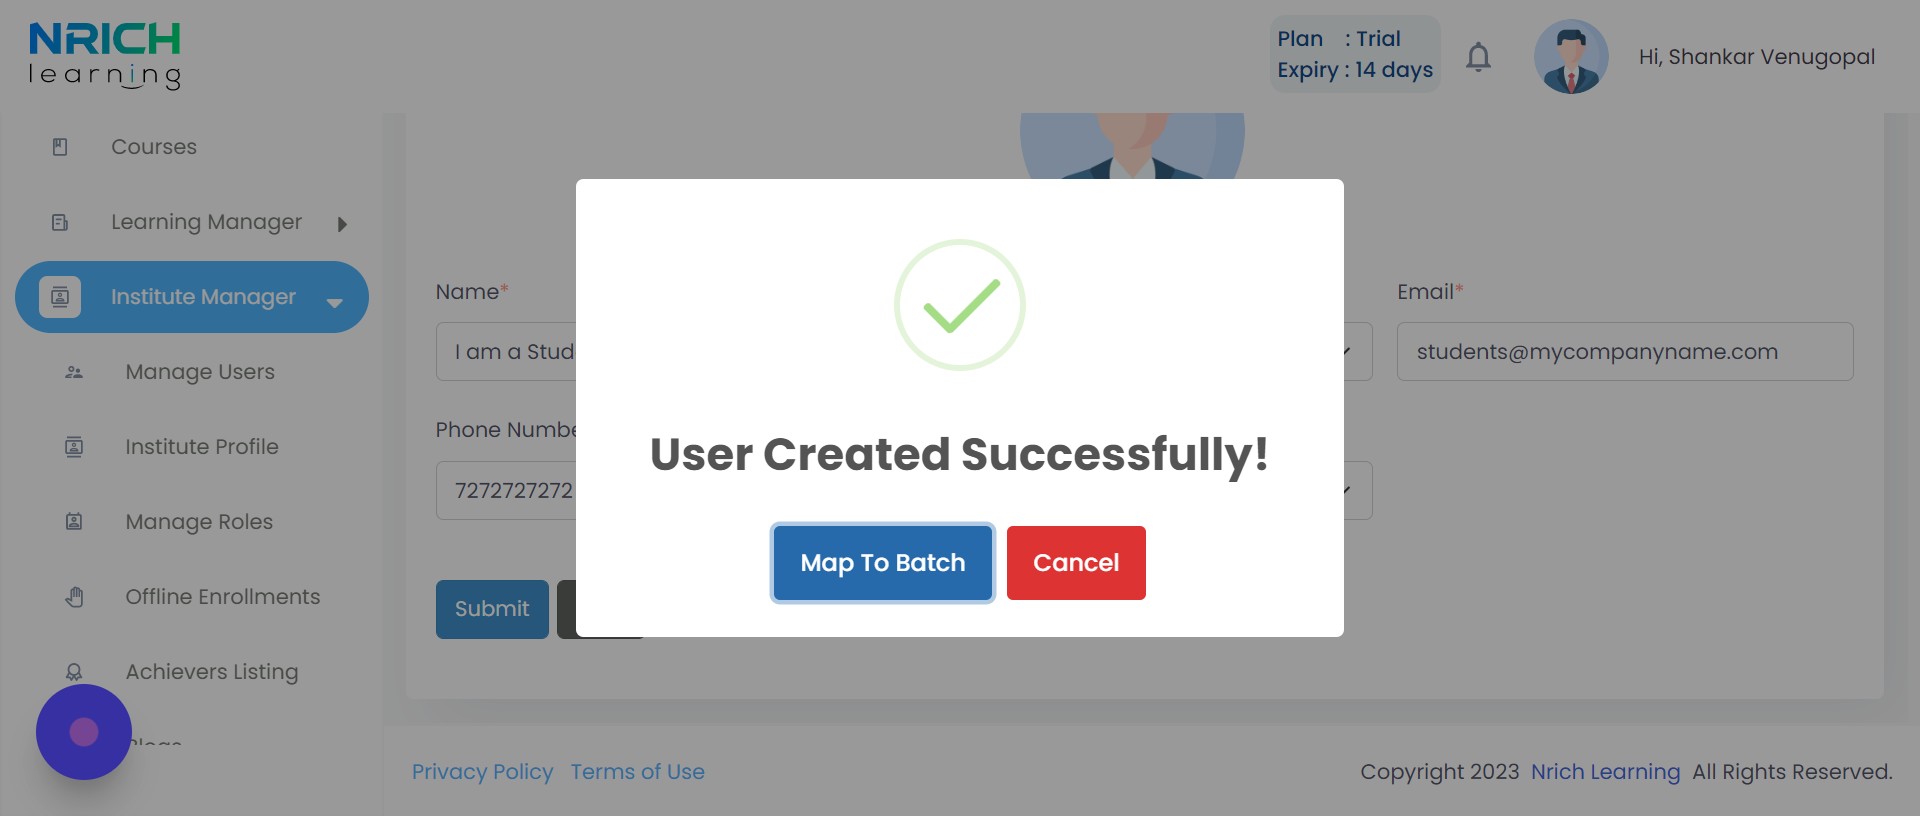 NRICH
learning
Plan : Trial
Expiry : 14 days
Hi, Shankar Venugopal
Courses
Learning Manager
Institute Manager
Manage Users
Institute Profile
Manage Roles
Offline Enrollments
Achievers Listing
Name*
I am a Stud
Email*
students@mycompanyname.com
Phone Numbe
7272727272
Submit
User Created Successfully!
Map To Batch
Cancel
Privacy Policy Terms of Use
Copyright 2023 Nrich Learning All Rights Reserved.